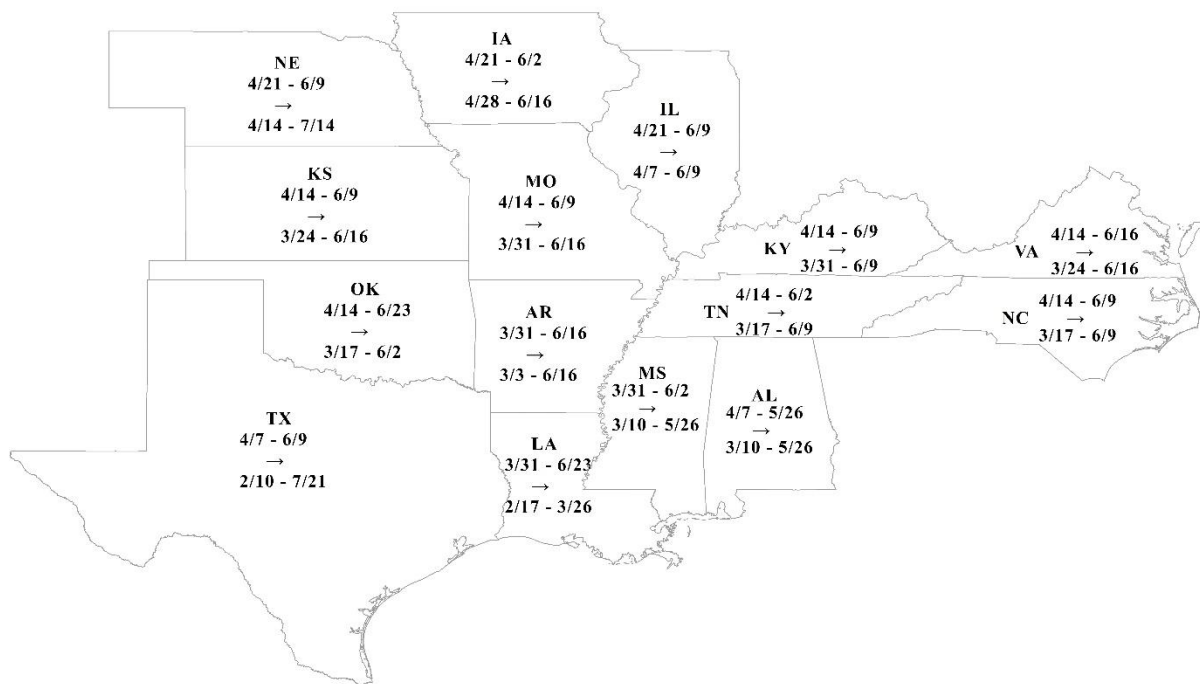 IA
4/21 - 6/2
→
4/28 - 6/16
NE
4/21 - 6/9
→
4/14 - 7/14
IL
4/21 - 6/9
→
4/7 - 6/9
KS
4/14 - 6/9
→
3/24 - 6/16
MO
4/14 - 6/9
→
3/31 - 6/16
KY
4/14 - 6/9
→
3/31 - 6/9
VA
4/14 - 6/16
→
3/24 - 6/16
OK
4/14 - 6/23
→
3/17 - 6/2
AR
3/31 - 6/16
→
3/3 - 6/16
TN
4/14 - 6/2
→
3/17 - 6/9
NC
4/14 - 6/9
→
3/17 - 6/9
MS
3/31 - 6/2
→
3/10 - 5/26
AL
4/7 - 5/26
→
3/10 - 5/26
TX
4/7 - 6/9
→
2/10 - 7/21
LA
3/31 - 6/23
→
2/17 - 3/26